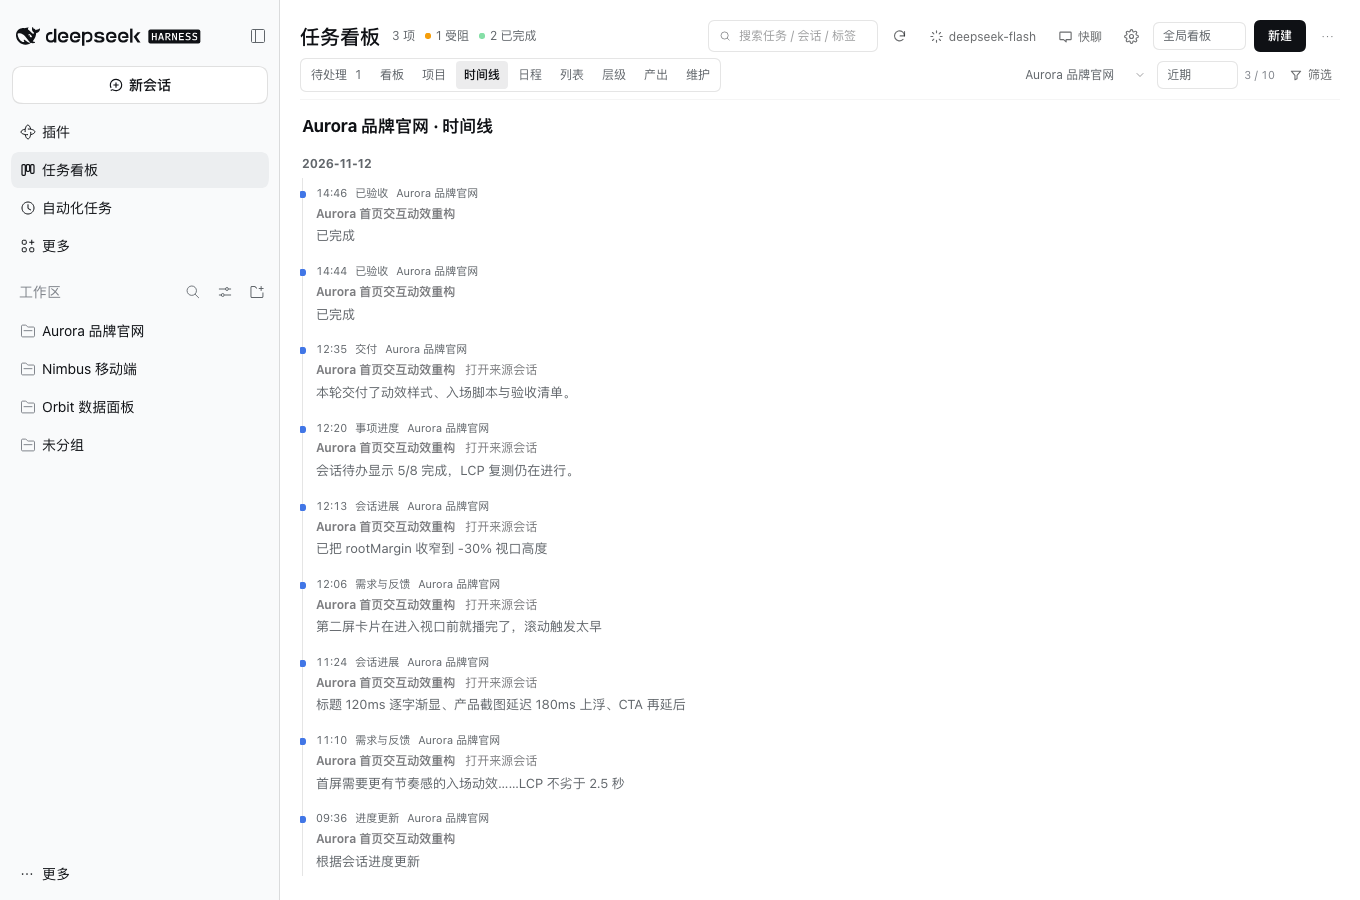 deepseek HARNESS
新会话
插件
任务看板
自动化任务
更多
工作区
Aurora 品牌官网
Nimbus 移动端
Orbit 数据面板
未分组
··· 更多
任务看板 3 项 1 受阻 2 已完成
搜索任务 / 会话 / 标签
deepseek-flash
快聊
全局看板
新建
···
待处理 1 看板 项目 时间线 日程 列表 层级 产出 维护
Aurora 品牌官网
近期
3 / 10
筛选
Aurora 品牌官网 · 时间线
2026-11-12
14:46 已验收 Aurora 品牌官网
Aurora 首页交互动效重构
已完成
14:44 已验收 Aurora 品牌官网
Aurora 首页交互动效重构
已完成
12:35 交付 Aurora 品牌官网
Aurora 首页交互动效重构 打开来源会话
本轮交付了动效样式、入场脚本与验收清单。
12:20 事项进度 Aurora 品牌官网
Aurora 首页交互动效重构 打开来源会话
会话待办显示 5/8 完成，LCP 复测仍在进行。
12:13 会话进展 Aurora 品牌官网
Aurora 首页交互动效重构 打开来源会话
已把 rootMargin 收窄到 -30% 视口高度
12:06 需求与反馈 Aurora 品牌官网
Aurora 首页交互动效重构 打开来源会话
第二屏卡片在进入视口前就播完了，滚动触发太早
11:24 会话进展 Aurora 品牌官网
Aurora 首页交互动效重构 打开来源会话
标题 120ms 逐字渐显、产品截图延迟 180ms 上浮、CTA 再延后
11:10 需求与反馈 Aurora 品牌官网
Aurora 首页交互动效重构 打开来源会话
首屏需要更有节奏感的入场动效……LCP 不劣于 2.5 秒
09:36 进度更新 Aurora 品牌官网
Aurora 首页交互动效重构
根据会话进度更新